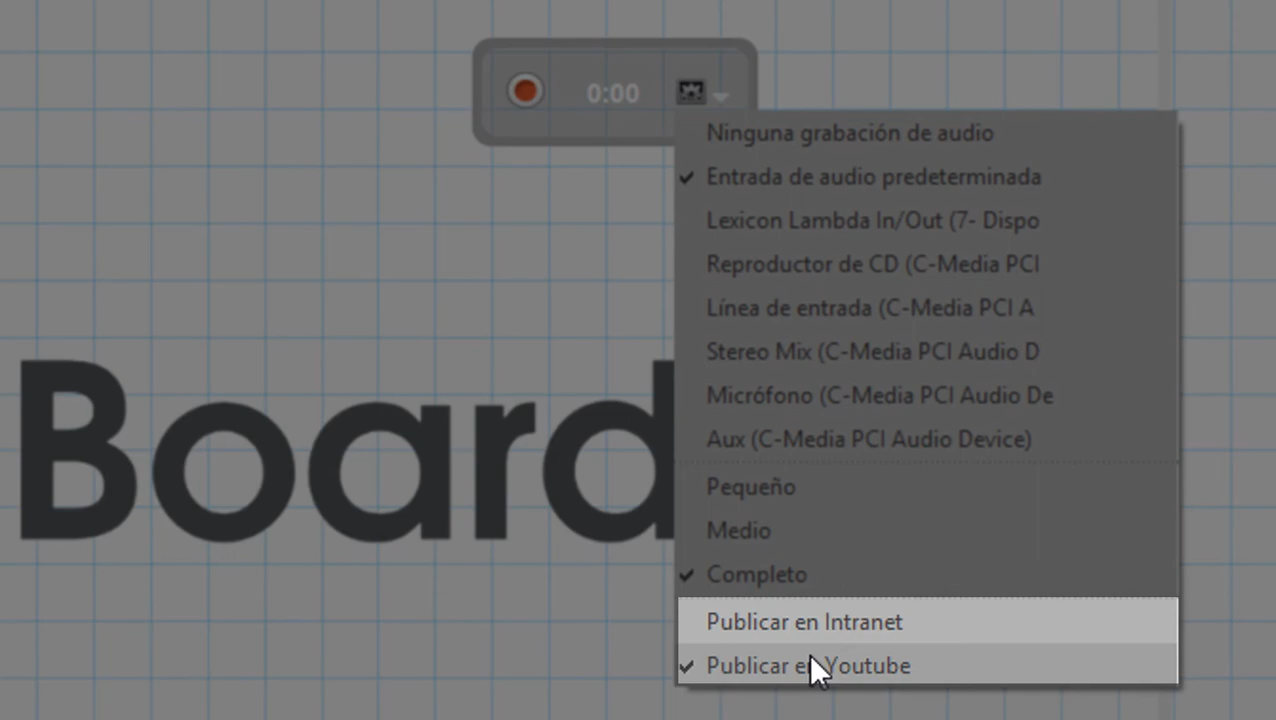 0:00
Ninguna grabación de audio
Entrada de audio predeterminada
Lexicon Lambda In/Out (7- Dispo
Reproductor de CD (C-Media PCI
Línea de entrada (C-Media PCI A
Stereo Mix (C-Media PCI Audio D
Micrófono (C-Media PCI Audio De
Aux (C-Media PCI Audio Device)
Board
Pequeño
Medio
Completo
Publicar en Intranet
Publicar en Youtube